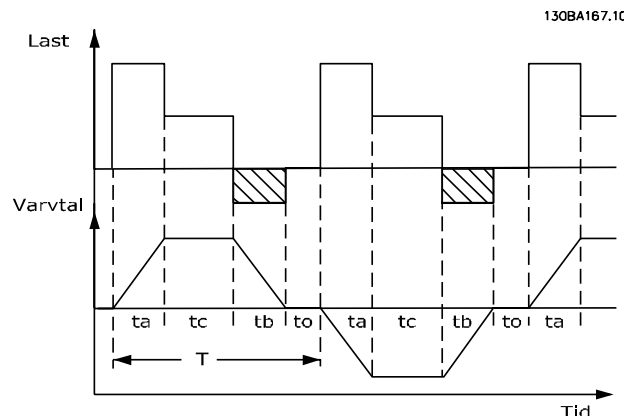 130BA167.10
Last
Varvtal
ta tc tb to ta tc tb to ta
T
Tid